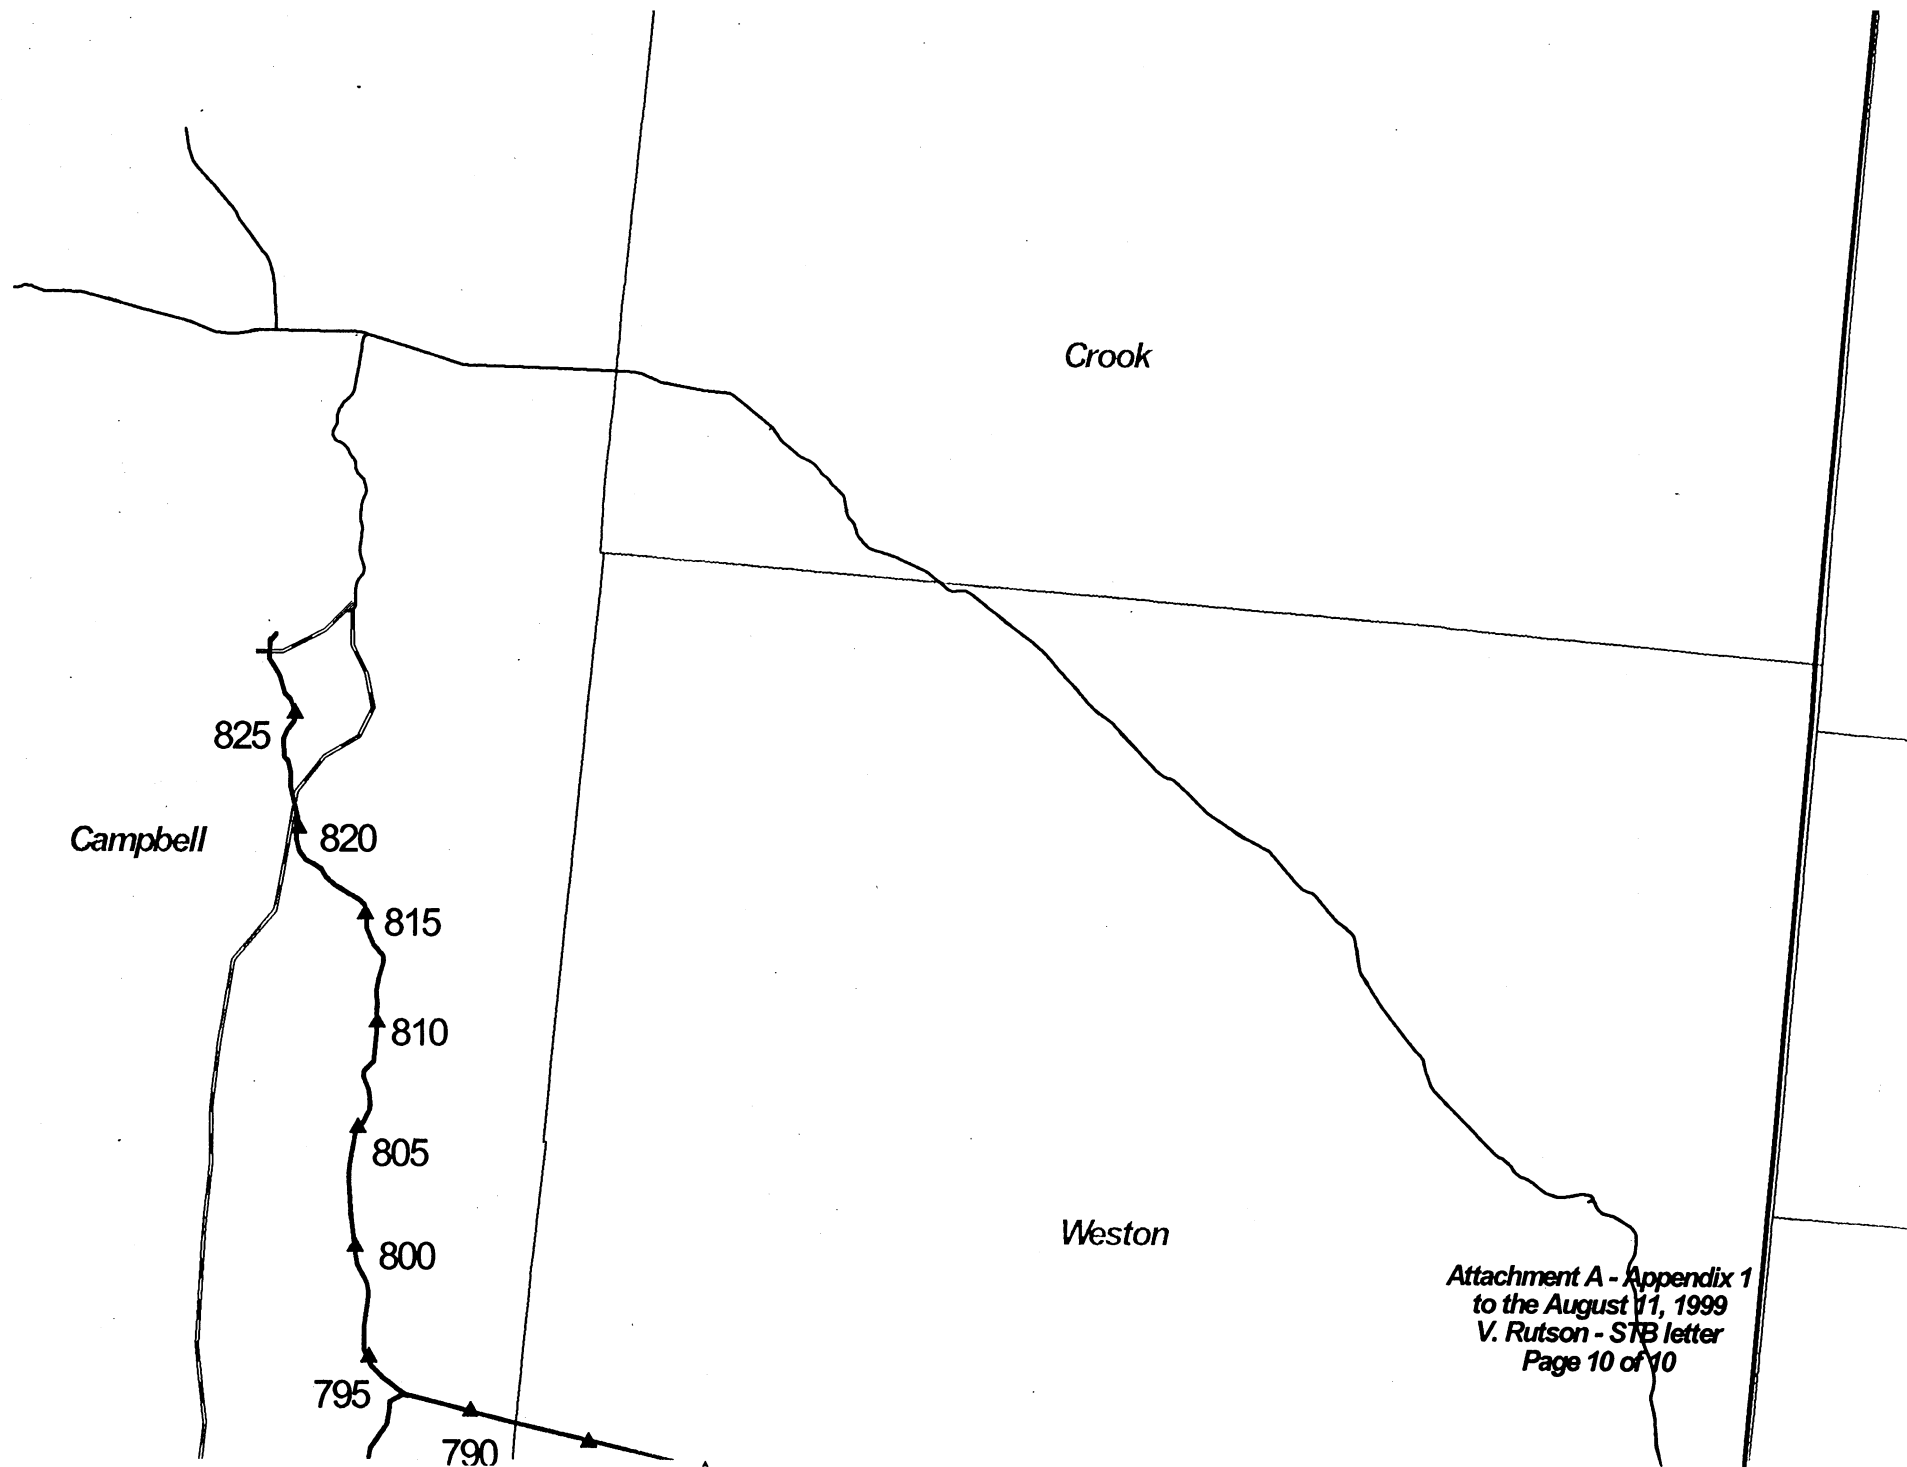 Crook
825
Campbell
820
815
810
805
800
Weston
Attachment A - Appendix 1
to the August 11, 1999
V. Rutson - STB letter
Page 10 of 10
795
790